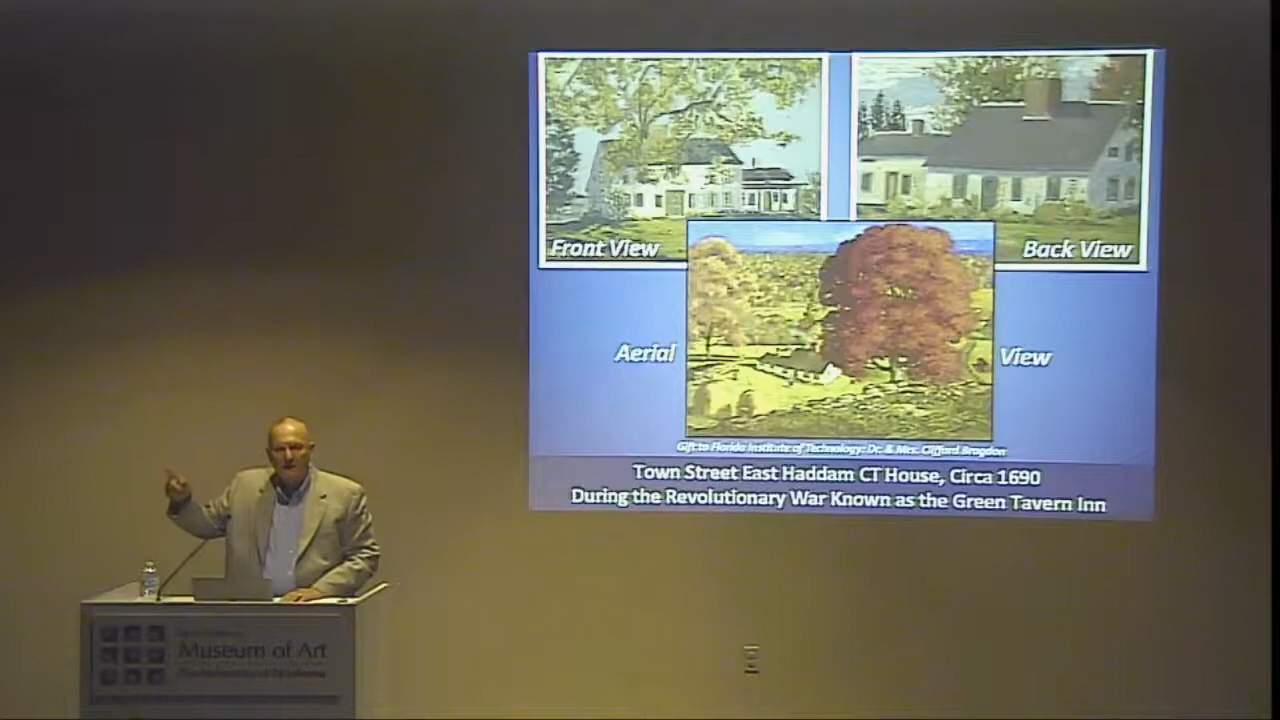 Front View
Back View
Aerial
View
Gift to Florida Institute of Technology: Dr. & Mrs. Clifford Bragdon
Town Street East Haddam CT House, Circa 1690
During the Revolutionary War Known as the Green Tavern Inn
Museum of Art